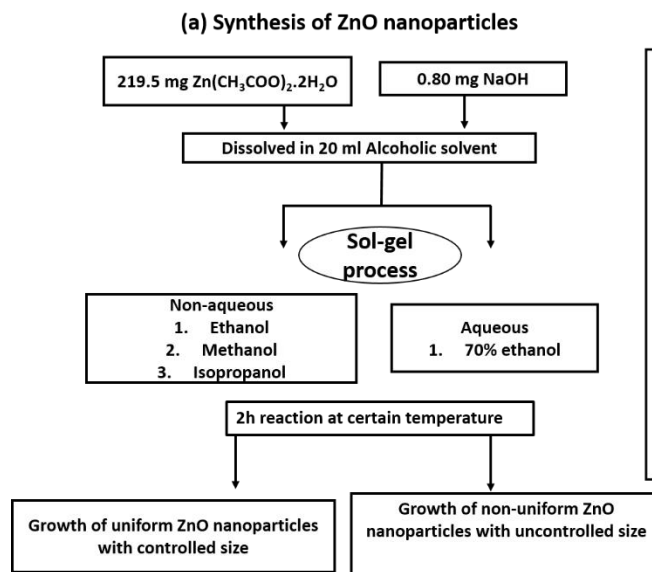 (a) Synthesis of ZnO nanoparticles
219.5 mg Zn(CH₃COO)₂.2H₂O
0.80 mg NaOH
Dissolved in 20 ml Alcoholic solvent
Sol-gel
process
Non-aqueous
1. Ethanol
2. Methanol
3. Isopropanol
Aqueous
1. 70% ethanol
2h reaction at certain temperature
Growth of uniform ZnO nanoparticles
with controlled size
Growth of non-uniform ZnO
nanoparticles with uncontrolled size